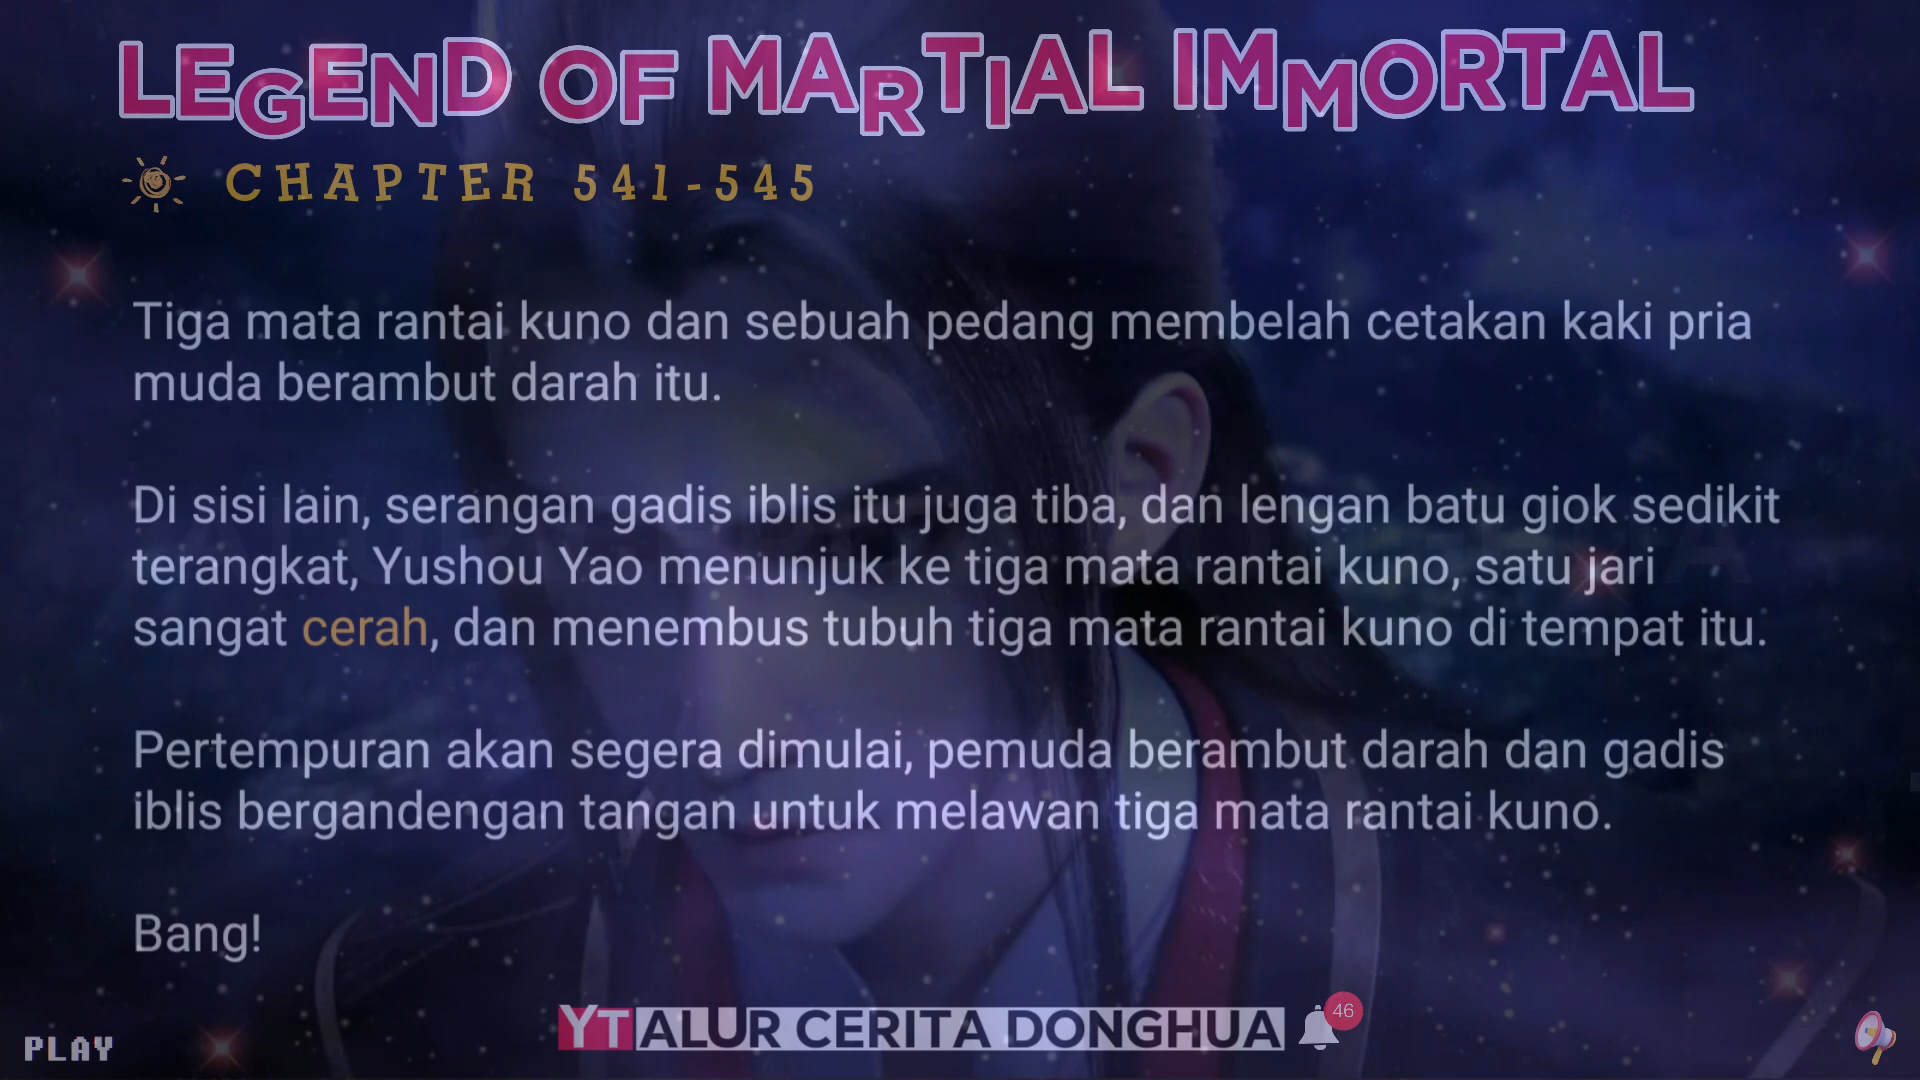 LEGEND OF MARTIAL IMMORTAL
CHAPTER 541-545
Tiga mata rantai kuno dan sebuah pedang membelah cetakan kaki pria
muda berambut darah itu.
Di sisi lain, serangan gadis iblis itu juga tiba, dan lengan batu giok sedikit
terangkat, Yushou Yao menunjuk ke tiga mata rantai kuno, satu jari
sangat cerah, dan menembus tubuh tiga mata rantai kuno di tempat itu.
Pertempuran akan segera dimulai, pemuda berambut darah dan gadis
iblis bergandengan tangan untuk melawan tiga mata rantai kuno.
Bang!
YT ALUR CERITA DONGHUA 46
PLAY